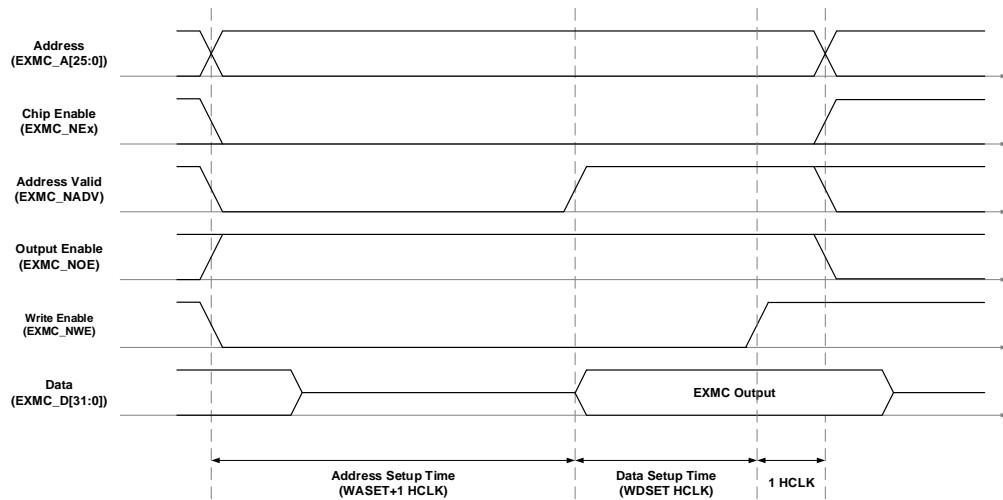 Address
(EXMC_A[25:0])
Chip Enable
(EXMC_NEx)
Address Valid
(EXMC_NADV)
Output Enable
(EXMC_NOE)
Write Enable
(EXMC_NWE)
Data
(EXMC_D[31:0])
EXMC Output
Address Setup Time
(WASET+1 HCLK)
Data Setup Time
(WDSET HCLK)
1 HCLK